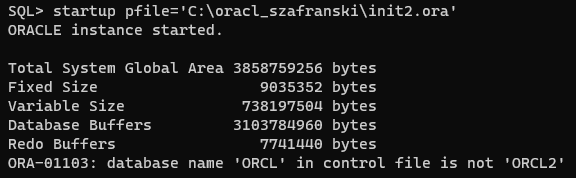 SQL> startup pfile='C:\oracl_szafranski\init2.ora'
ORACLE instance started.

Total System Global Area 3858759256 bytes
Fixed Size                  9035352 bytes
Variable Size             738197504 bytes
Database Buffers         3103784960 bytes
Redo Buffers                7741440 bytes
ORA-01103: database name 'ORCL' in control file is not 'ORCL2'